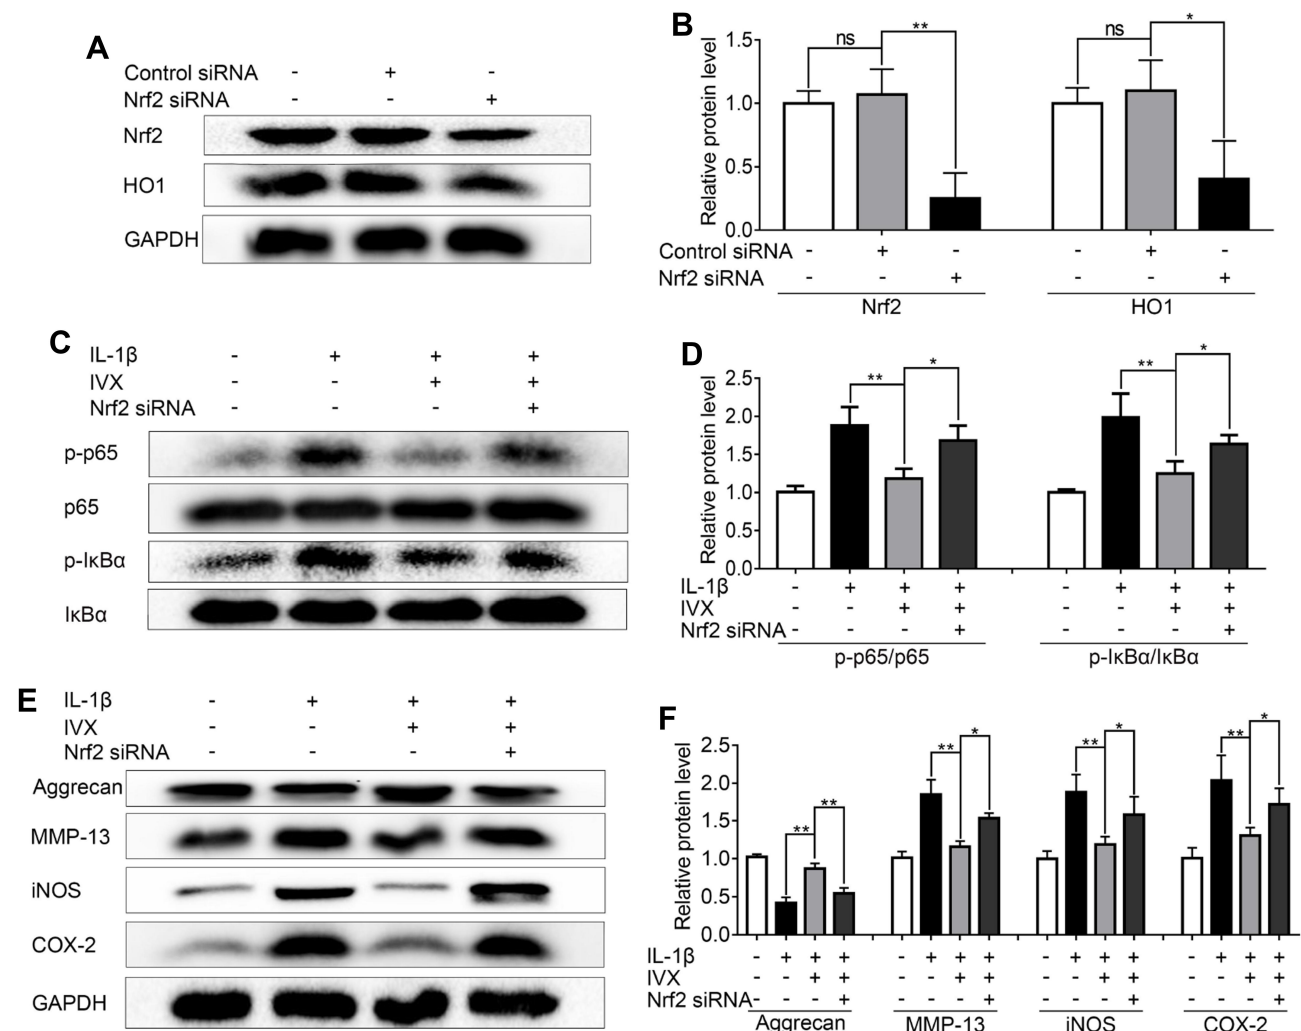 A
Control siRNA - + -
Nrf2 siRNA - - +
Nrf2
HO1
GAPDH
B
Relative protein level
1.5
1.0
0.5
0.0
ns
**
ns
*
Control siRNA - + - - + -
Nrf2 siRNA - - + - - +
Nrf2 HO1
C
IL-1β - + + +
IVX - - + +
Nrf2 siRNA - - - +
p-p65
p65
p-IκBα
IκBα
D
Relative protein level
2.5
2.0
1.5
1.0
0.5
0.0
**
*
**
*
IL-1β - + + + - + + +
IVX - - + + - - + +
Nrf2 siRNA - - - + - - - +
p-p65/p65 p-IκBα/IκBα
E
IL-1β - + + +
IVX - - + +
Nrf2 siRNA - - - +
Aggrecan
MMP-13
iNOS
COX-2
GAPDH
F
Relative protein level
2.5
2.0
1.5
1.0
0.5
0.0
**
**
**
*
**
*
**
*
IL-1β - + + + - + + + - + + + - + + +
IVX - - + + - - + + - - + + - - + +
Nrf2 siRNA - - - + - - - + - - - + - - - +
Aggrecan MMP-13 iNOS COX-2